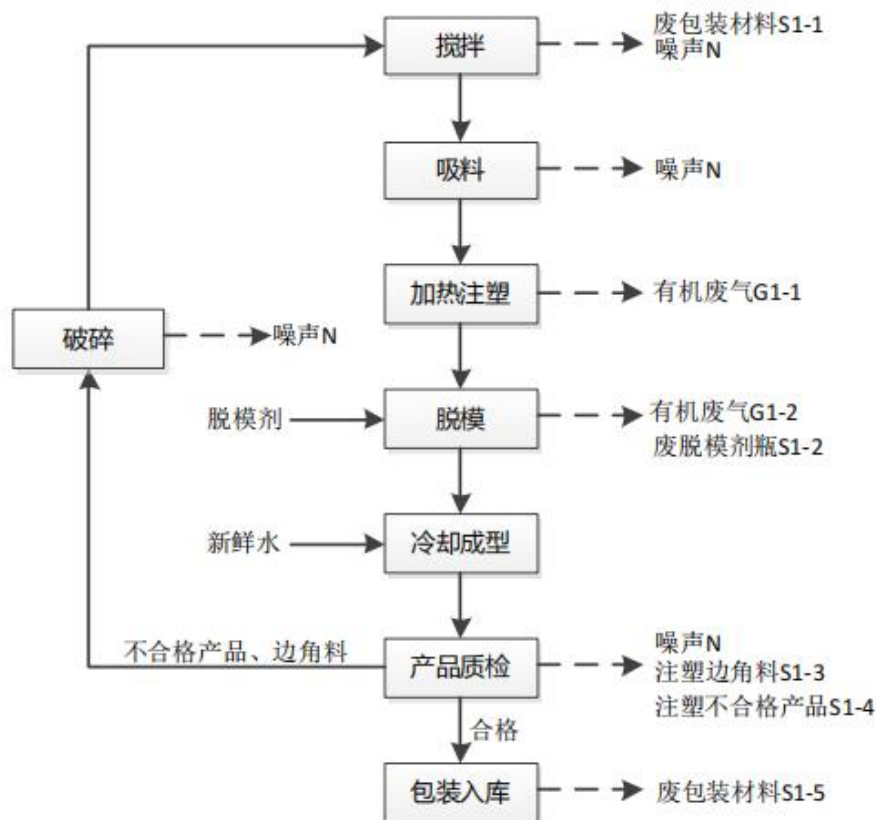 搅拌
废包装材料S1-1
噪声N
吸料
噪声N
加热注塑
有机废气G1-1
破碎
噪声N
脱模剂
脱模
有机废气G1-2
废脱模剂瓶S1-2
新鲜水
冷却成型
不合格产品、边角料
产品质检
噪声N
注塑边角料S1-3
注塑不合格产品S1-4
合格
包装入库
废包装材料S1-5